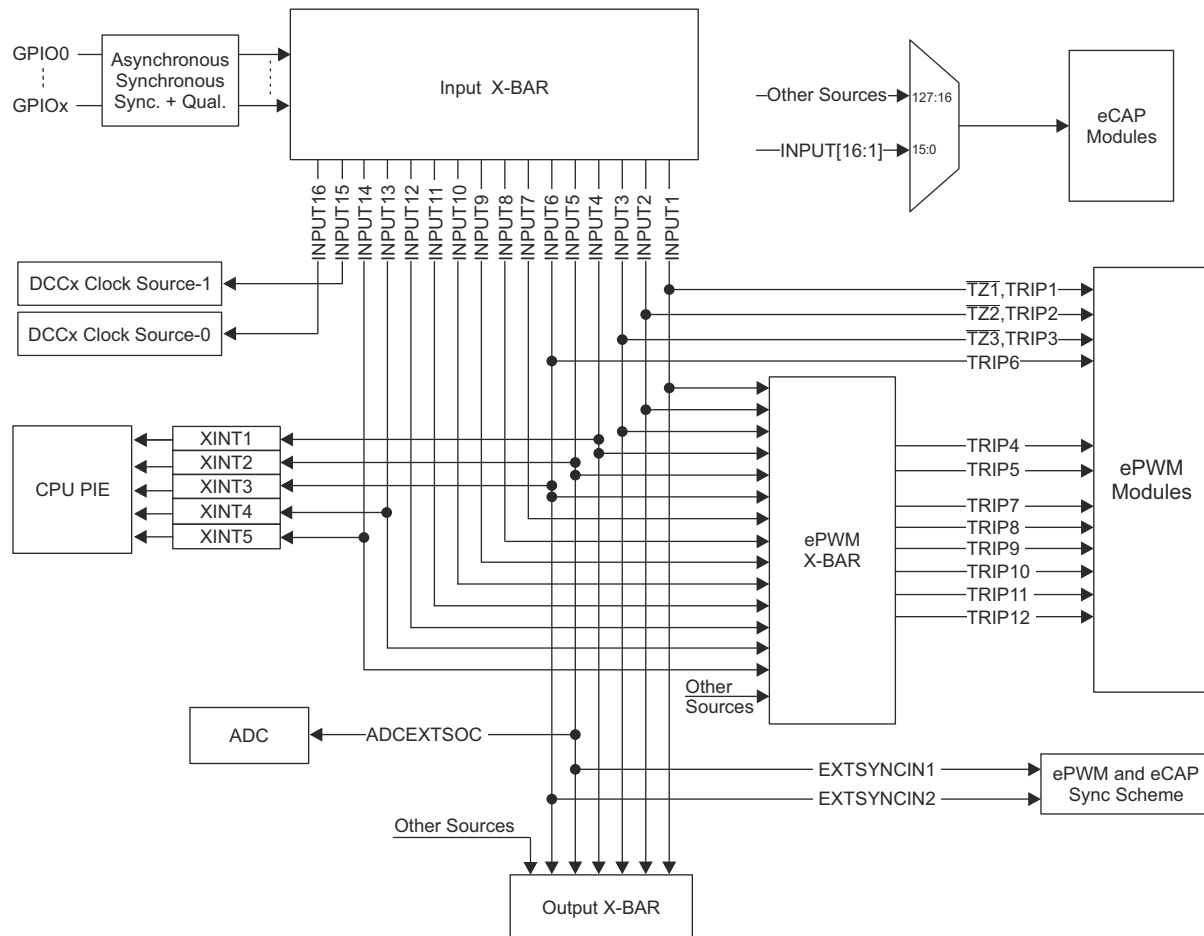 GPIO0
GPIOx
Asynchronous
Synchronous
Sync. + Qual.
Input X-BAR
Other Sources
127:16
INPUT[16:1]
15:0
eCAP
Modules
INPUT16
INPUT15
INPUT14
INPUT13
INPUT12
INPUT11
INPUT10
INPUT9
INPUT8
INPUT7
INPUT6
INPUT5
INPUT4
INPUT3
INPUT2
INPUT1
DCCx Clock Source-1
DCCx Clock Source-0
TZ1,TRIP1
TZ2,TRIP2
TZ3,TRIP3
TRIP6
CPU PIE
XINT1
XINT2
XINT3
XINT4
XINT5
ePWM
X-BAR
TRIP4
TRIP5
TRIP7
TRIP8
TRIP9
TRIP10
TRIP11
TRIP12
ePWM
Modules
Other
Sources
ADC
ADCEXTSOC
EXTSYNCIN1
EXTSYNCIN2
ePWM and eCAP
Sync Scheme
Other Sources
Output X-BAR